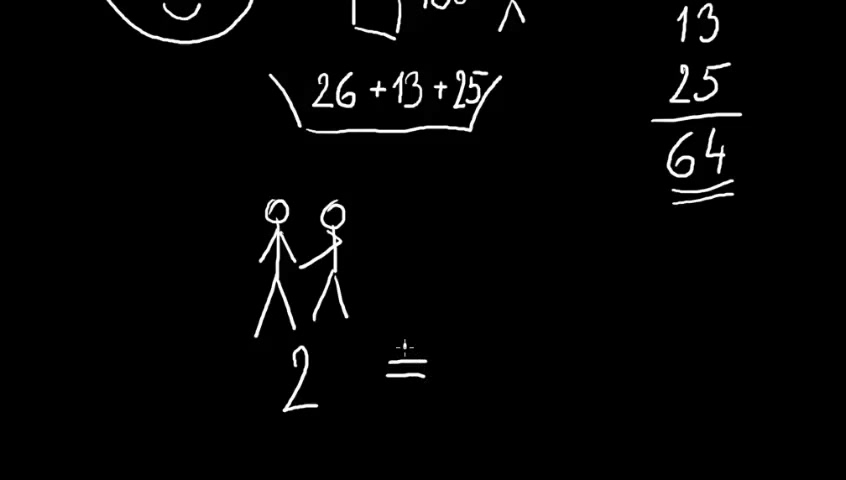 26 + 13 + 25
13
25
64
2 =